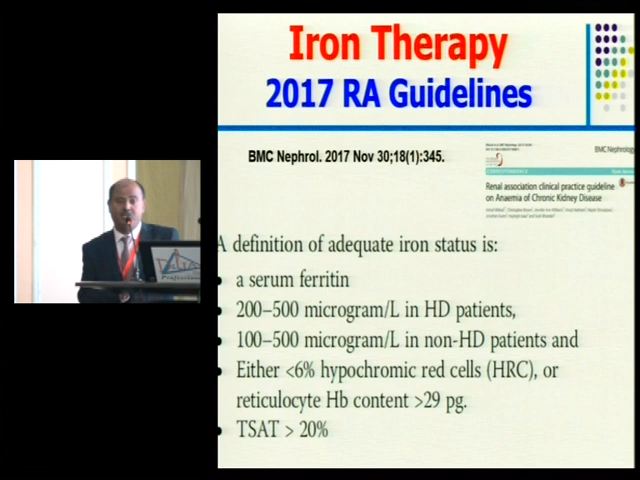 Iron Therapy
2017 RA Guidelines
BMC Nephrol. 2017 Nov 30;18(1):345.
BMC Nephrology
Renal association clinical practice guideline
on Anaemia of Chronic Kidney Disease
A definition of adequate iron status is:
• a serum ferritin
• 200–500 microgram/L in HD patients,
• 100–500 microgram/L in non-HD patients and
• Either <6% hypochromic red cells (HRC), or
reticulocyte Hb content >29 pg.
• TSAT > 20%